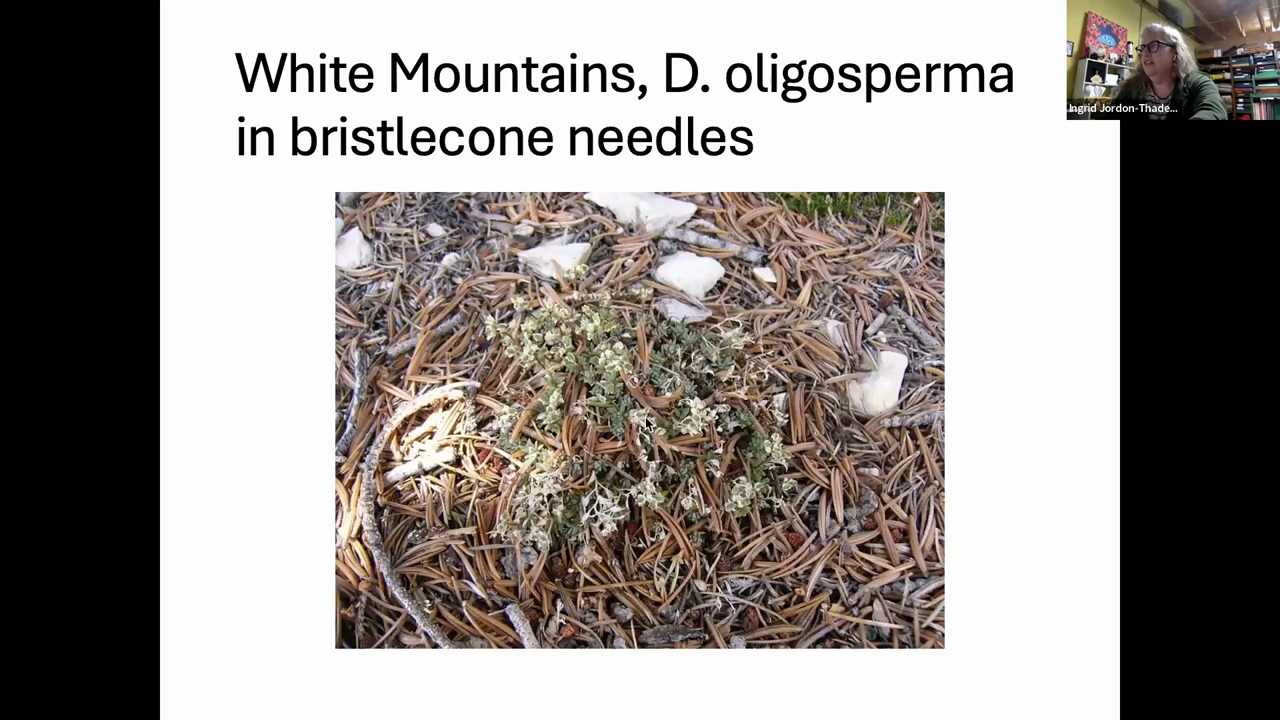 White Mountains, D. oligosperma
in bristlecone needles
Ingrid Jordon-Thade...